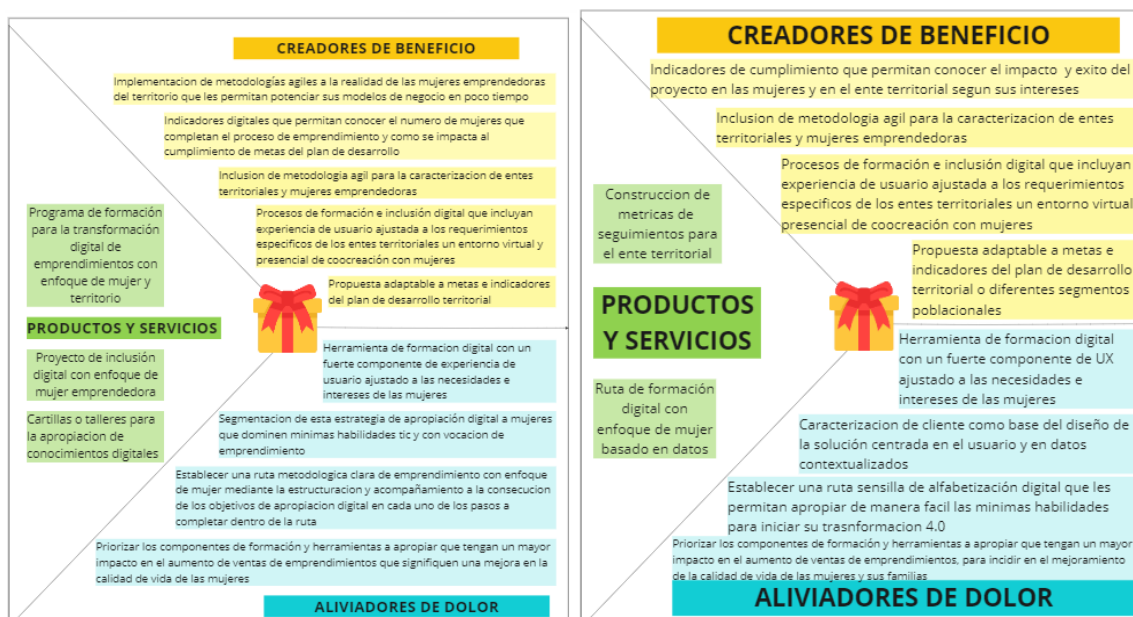 CREADORES DE BENEFICIO
Implementacion de metodologías agiles a la realidad de las mujeres emprendedoras
del territorio que les permitan potenciar sus modelos de negocio en poco tiempo
Indicadores digitales que permitan conocer el numero de mujeres que
completan el proceso de emprendimiento y como se impacta al
cumplimiento de metas del plan de desarrollo
Inclusion de metodologia agil para la caracterizacion de entes
territoriales y mujeres emprendedoras
Procesos de formación e inclusión digital que incluyan
experiencia de usuario ajustada a los requerimientos
especificos de los entes territoriales un entorno virtual y
presencial de coocreación con mujeres
Propuesta adaptable a metas e indicadores
del plan de desarrollo territorial
Programa de formación
para la transformación
digital de
emprendimientos con
enfoque de mujer y
territorio
PRODUCTOS Y SERVICIOS
Proyecto de inclusión
digital con enfoque de
mujer emprendedora
Cartillas o talleres para
la apropiacion de
conocimientos digitales
Herramienta de formacion digital con un
fuerte componente de experiencia de
usuario ajustado a las necesidades e
intereses de las mujeres
Segmentacion de esta estrategia de apropiación digital a mujeres
que dominen minimas habilidades tic y con vocacion de
emprendimiento
Establecer una ruta metodologica clara de emprendimiento con enfoque
de mujer mediante la estructuracion y acompañamiento a la consecucion
de los objetivos de apropiacion digital en cada uno de los pasos a
completar dentro de la ruta
Priorizar los componentes de formación y herramientas a apropiar que tengan un mayor
impacto en el aumento de ventas de emprendimientos que signifiquen una mejora en la
calidad de vida de las mujeres
ALIVIADORES DE DOLOR
CREADORES DE BENEFICIO
Indicadores de cumplimiento que permitan conocer el impacto y exito del
proyecto en las mujeres y en el ente territorial segun sus intereses
Inclusion de metodologia agil para la caracterizacion de entes
territoriales y mujeres emprendedoras
Procesos de formación e inclusión digital que incluyan
experiencia de usuario ajustada a los requerimientos
especificos de los entes territoriales un entorno virtual
presencial de coocreación con mujeres
Propuesta adaptable a metas e
indicadores del plan de desarrollo
territorial o diferentes segmentos
poblacionales
Construccion de
metricas de
seguimientos para
el ente territorial
PRODUCTOS
Y SERVICIOS
Ruta de formación
digital con
enfoque de mujer
basado en datos
Herramienta de formacion digital
con un fuerte componente de UX
ajustado a las necesidades e
intereses de las mujeres
Caracterizacion de cliente como base del diseño de
la solución centrada en el usuario y en datos
contextualizados
Establecer una ruta sensilla de alfabetización digital que les
permitan apropiar de manera facil las minimas habilidades
para iniciar su trasnformacion 4.0
Priorizar los componentes de formación y herramientas a apropiar que tengan un mayor
impacto en el aumento de ventas de emprendimientos, para incidir en el mejoramiento
de la calidad de vida de las mujeres y sus familias
ALIVIADORES DE DOLOR